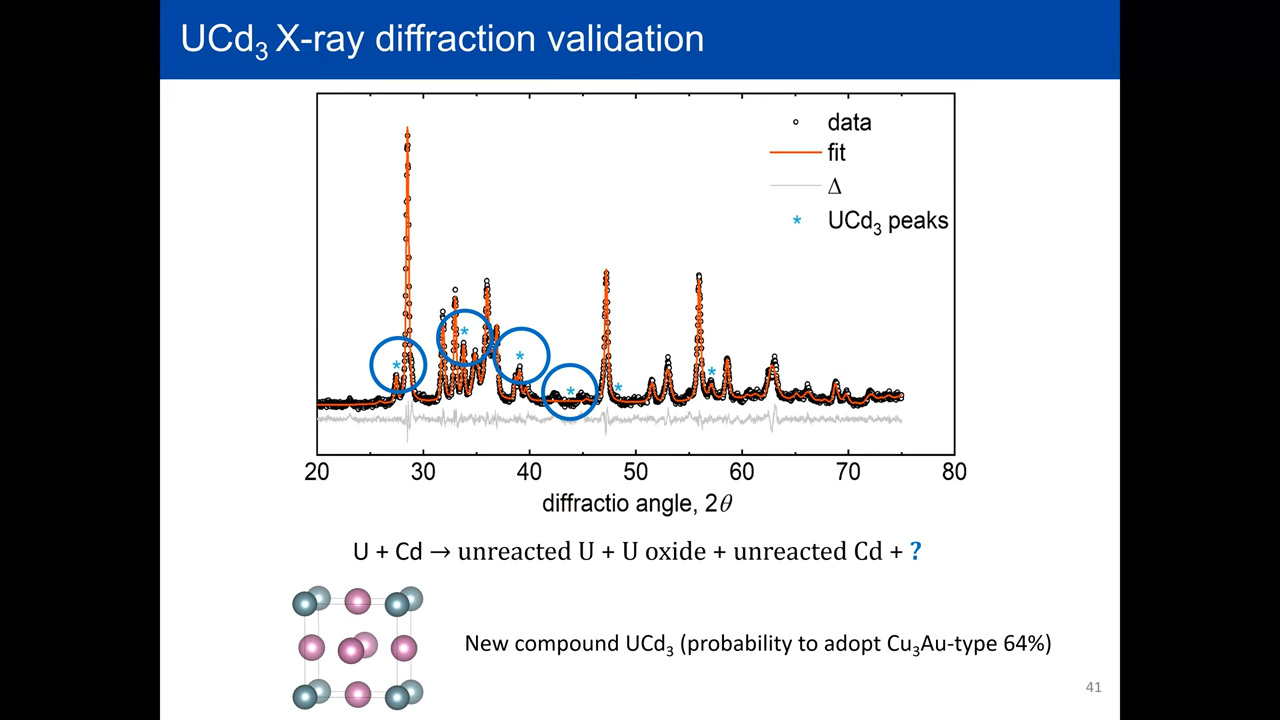 UCd₃ X-ray diffraction validation
data
fit
Δ
* UCd₃ peaks
20 30 40 50 60 70 80
diffractio angle, 2θ
U + Cd → unreacted U + U oxide + unreacted Cd + ?
New compound UCd₃ (probability to adopt Cu₃Au-type 64%)
41